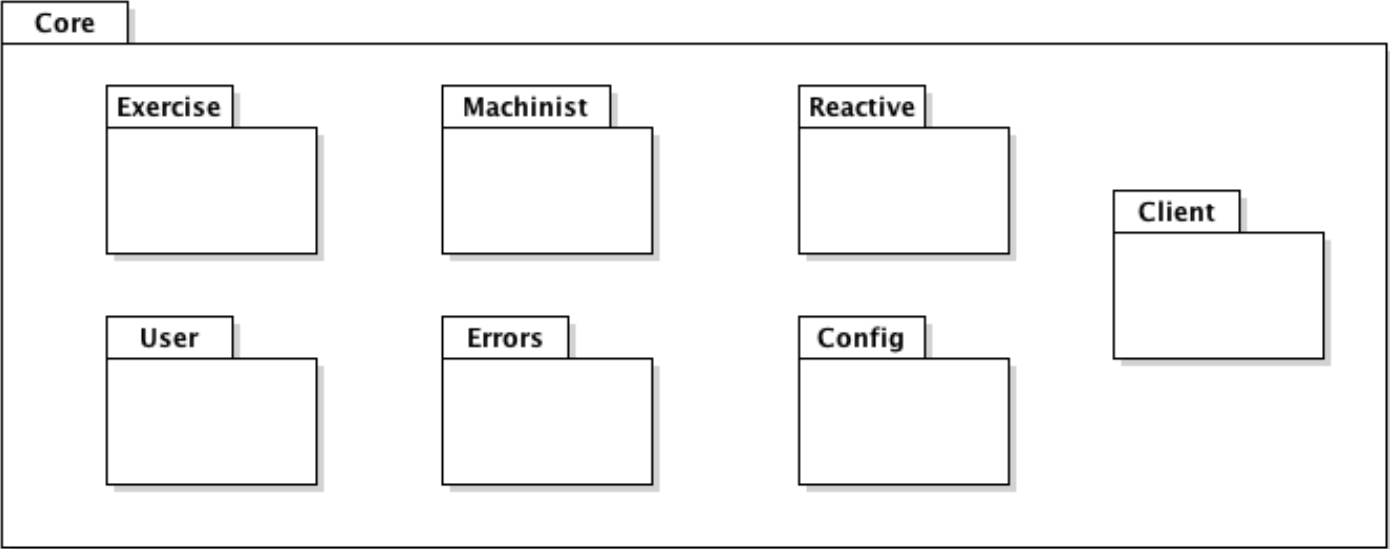 Core
Exercise
Machinist
Reactive
Client
User
Errors
Config